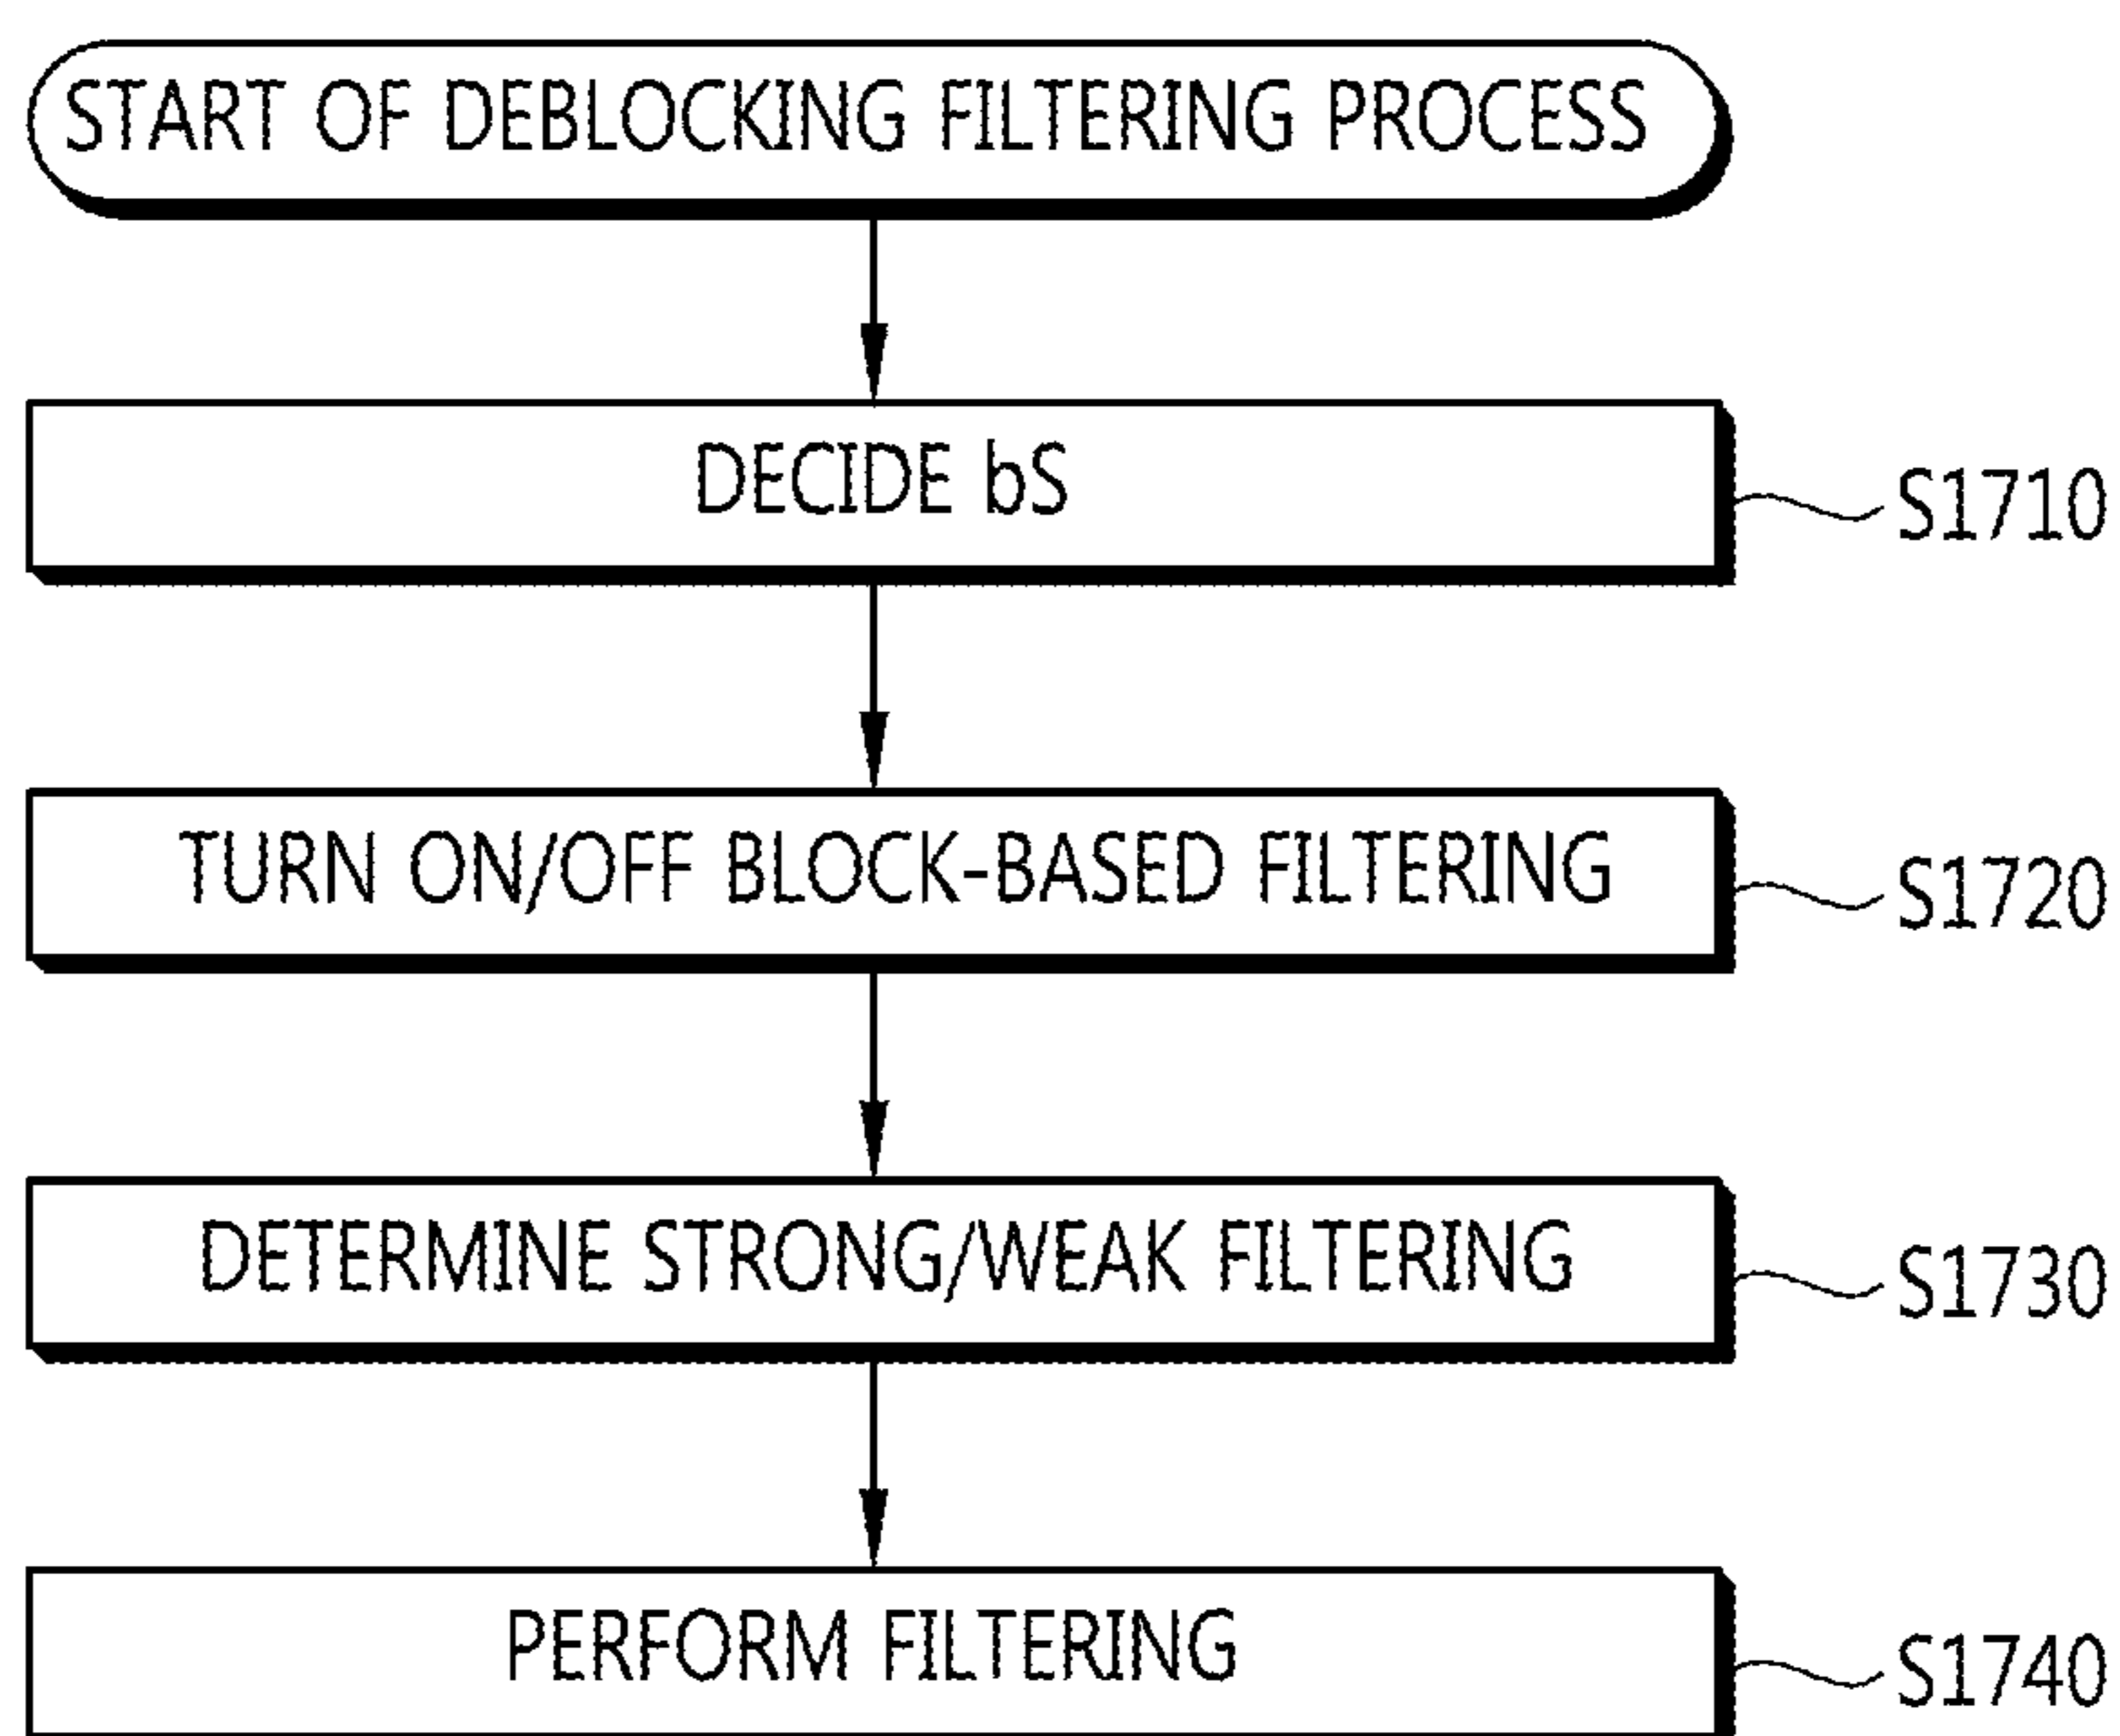 START OF DEBLOCKING FILTERING PROCESS
DECIDE bS
S1710
TURN ON/OFF BLOCK-BASED FILTERING
S1720
DETERMINE STRONG/WEAK FILTERING
S1730
PERFORM FILTERING
S1740